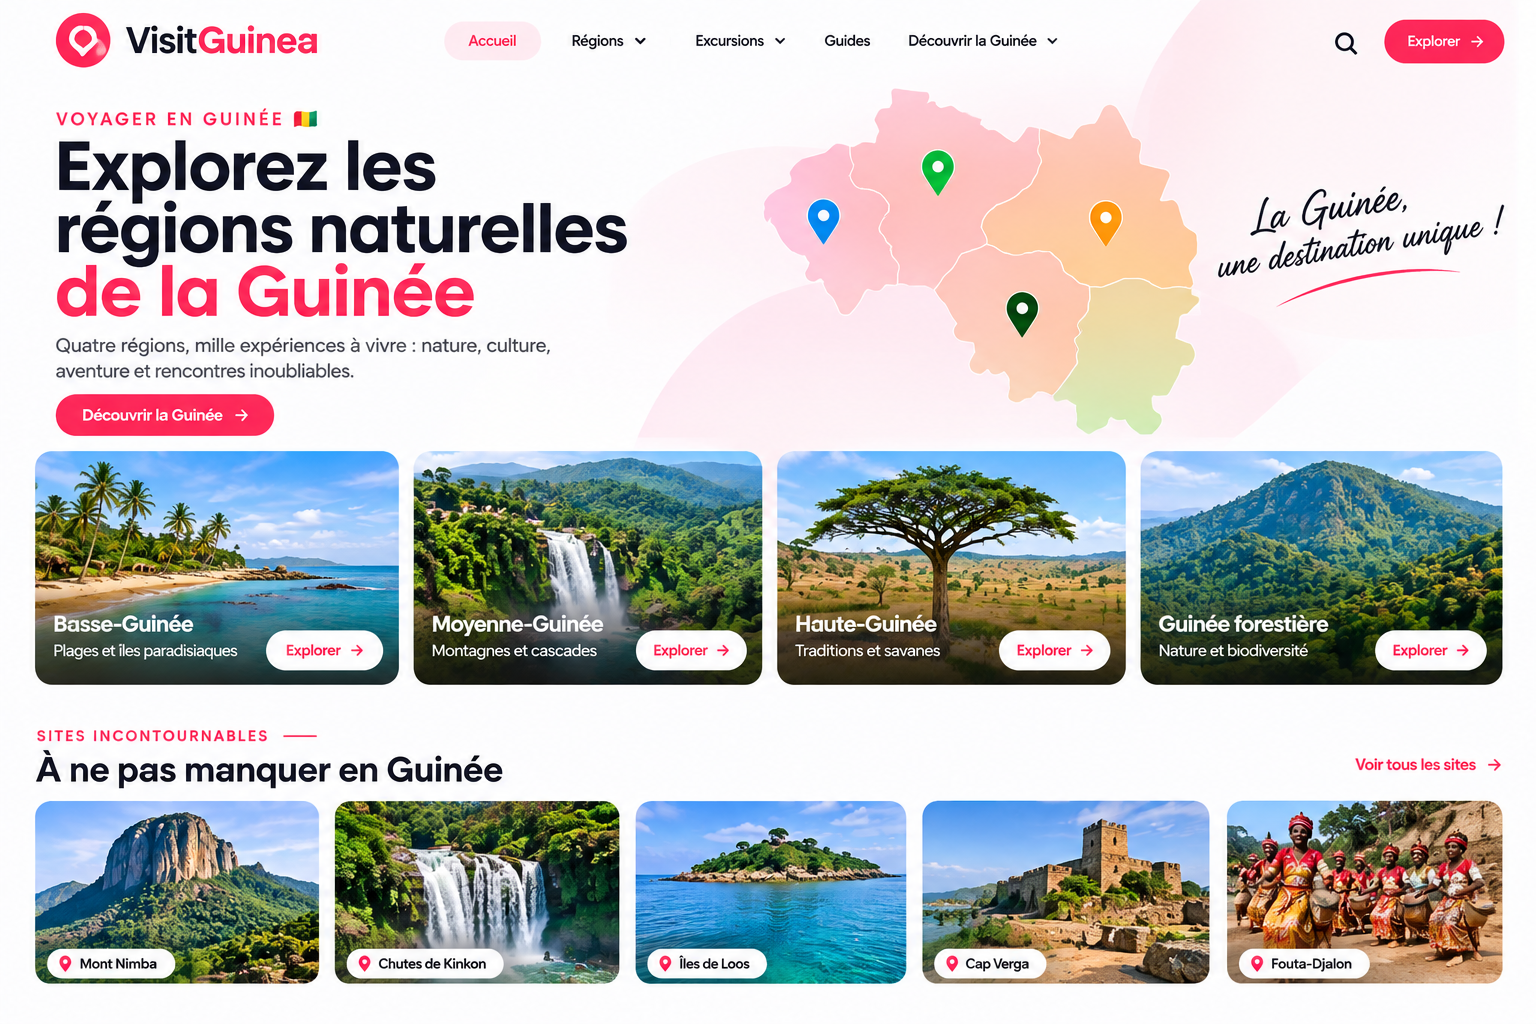 VisitGuinea
Accueil
Régions
Excursions
Guides
Découvrir la Guinée
Explorer →
VOYAGER EN GUINÉE 🇬🇳
Explorez les
régions naturelles
de la Guinée
Quatre régions, mille expériences à vivre : nature, culture,
aventure et rencontres inoubliables.
Découvrir la Guinée →
La Guinée,
une destination unique !
Basse-Guinée
Plages et îles paradisiaques
Explorer →
Moyenne-Guinée
Montagnes et cascades
Explorer →
Haute-Guinée
Traditions et savanes
Explorer →
Guinée forestière
Nature et biodiversité
Explorer →
SITES INCONTOURNABLES
À ne pas manquer en Guinée
Voir tous les sites →
Mont Nimba
Chutes de Kinkon
Îles de Loos
Cap Verga
Fouta-Djalon